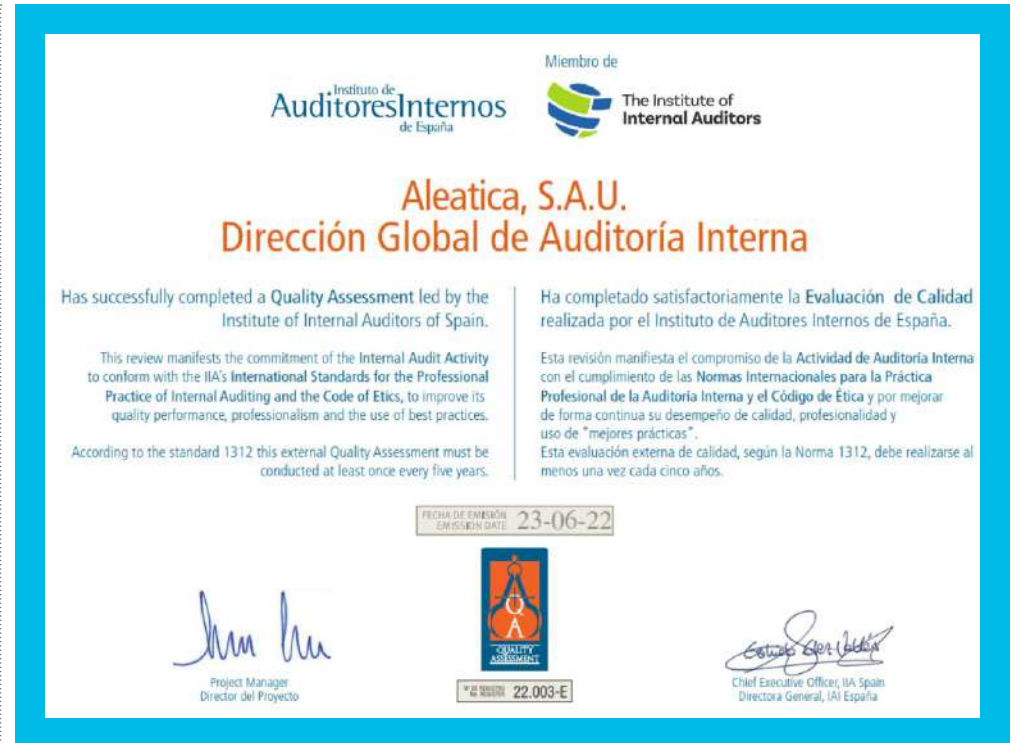 Miembro de
Instituto de
AuditoresInternos
de España
The Institute of
Internal Auditors
Aleatica, S.A.U.
Dirección Global de Auditoría Interna
Has successfully completed a Quality Assessment led by the
Institute of Internal Auditors of Spain.
This review manifests the commitment of the Internal Audit Activity
to conform with the IIA's International Standards for the Professional
Practice of Internal Auditing and the Code of Etics, to improve its
quality performance, professionalism and the use of best practices.
According to the standard 1312 this external Quality Assessment must be
conducted at least once every five years.
Ha completado satisfactoriamente la Evaluación de Calidad
realizada por el Instituto de Auditores Internos de España.
Esta revisión manifiesta el compromiso de la Actividad de Auditoría Interna
con el cumplimiento de las Normas Internacionales para la Práctica
Profesional de la Auditoría Interna y el Código de Ética y por mejorar
de forma continua su desempeño de calidad, profesionalidad y
uso de "mejores prácticas".
Esta evaluación externa de calidad, según la Norma 1312, debe realizarse al
menos una vez cada cinco años.
FECHA DE EMISIÓN
EMISSION DATE
23-06-22
QA
QUALITY
ASSESSMENT
22.003-E
Project Manager
Director del Proyecto
Chief Executive Officer, IIA Spain
Directora General, IAI España